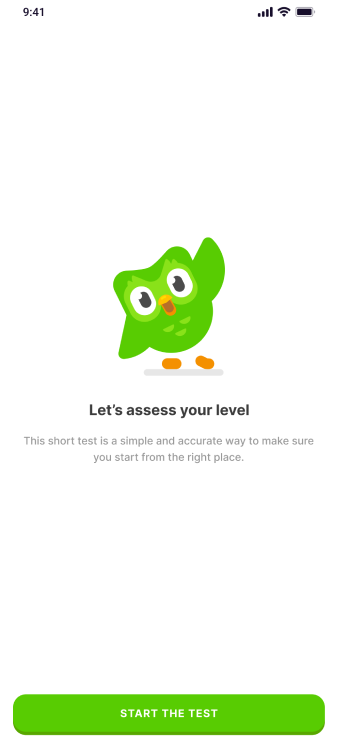 9:41
Let’s assess your level
This short test is a simple and accurate way to make sure
you start from the right place.
START THE TEST